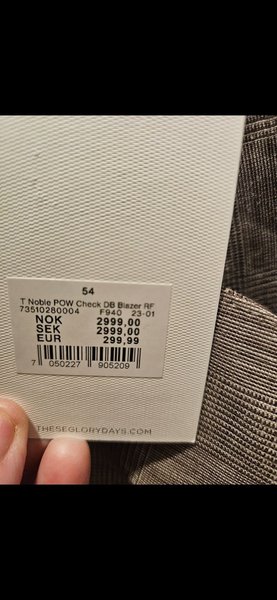 54
T Noble POW Check DB Blazer RF
73510280004 F940 23-01
NOK 2999,00
SEK 2999,00
EUR 299,99
7 050227 905209
THESEGLORYDAYS.COM